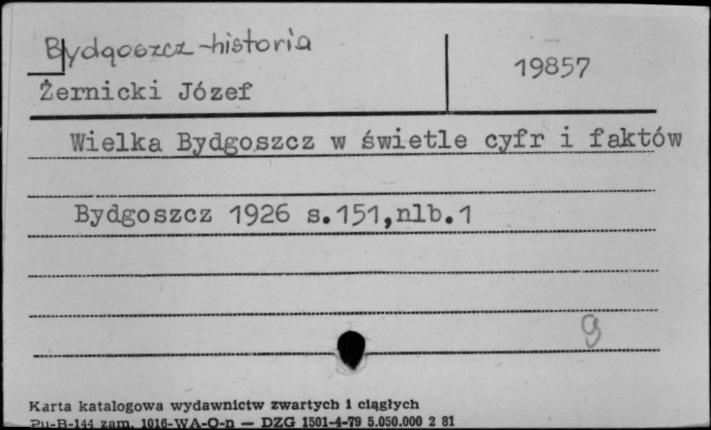 Bydgoszcz-historia
19857
Żernicki Józef
Wielka Bydgoszcz w świetle cyfr i faktów
Bydgoszcz 1926 s.151,nlb.1
g
Karta katalogowa wydawnictw zwartych i ciągłych
Pu-B-144 zam. 1016-WA-O-n — DZG 1501-4-79 5.050.000 2 81